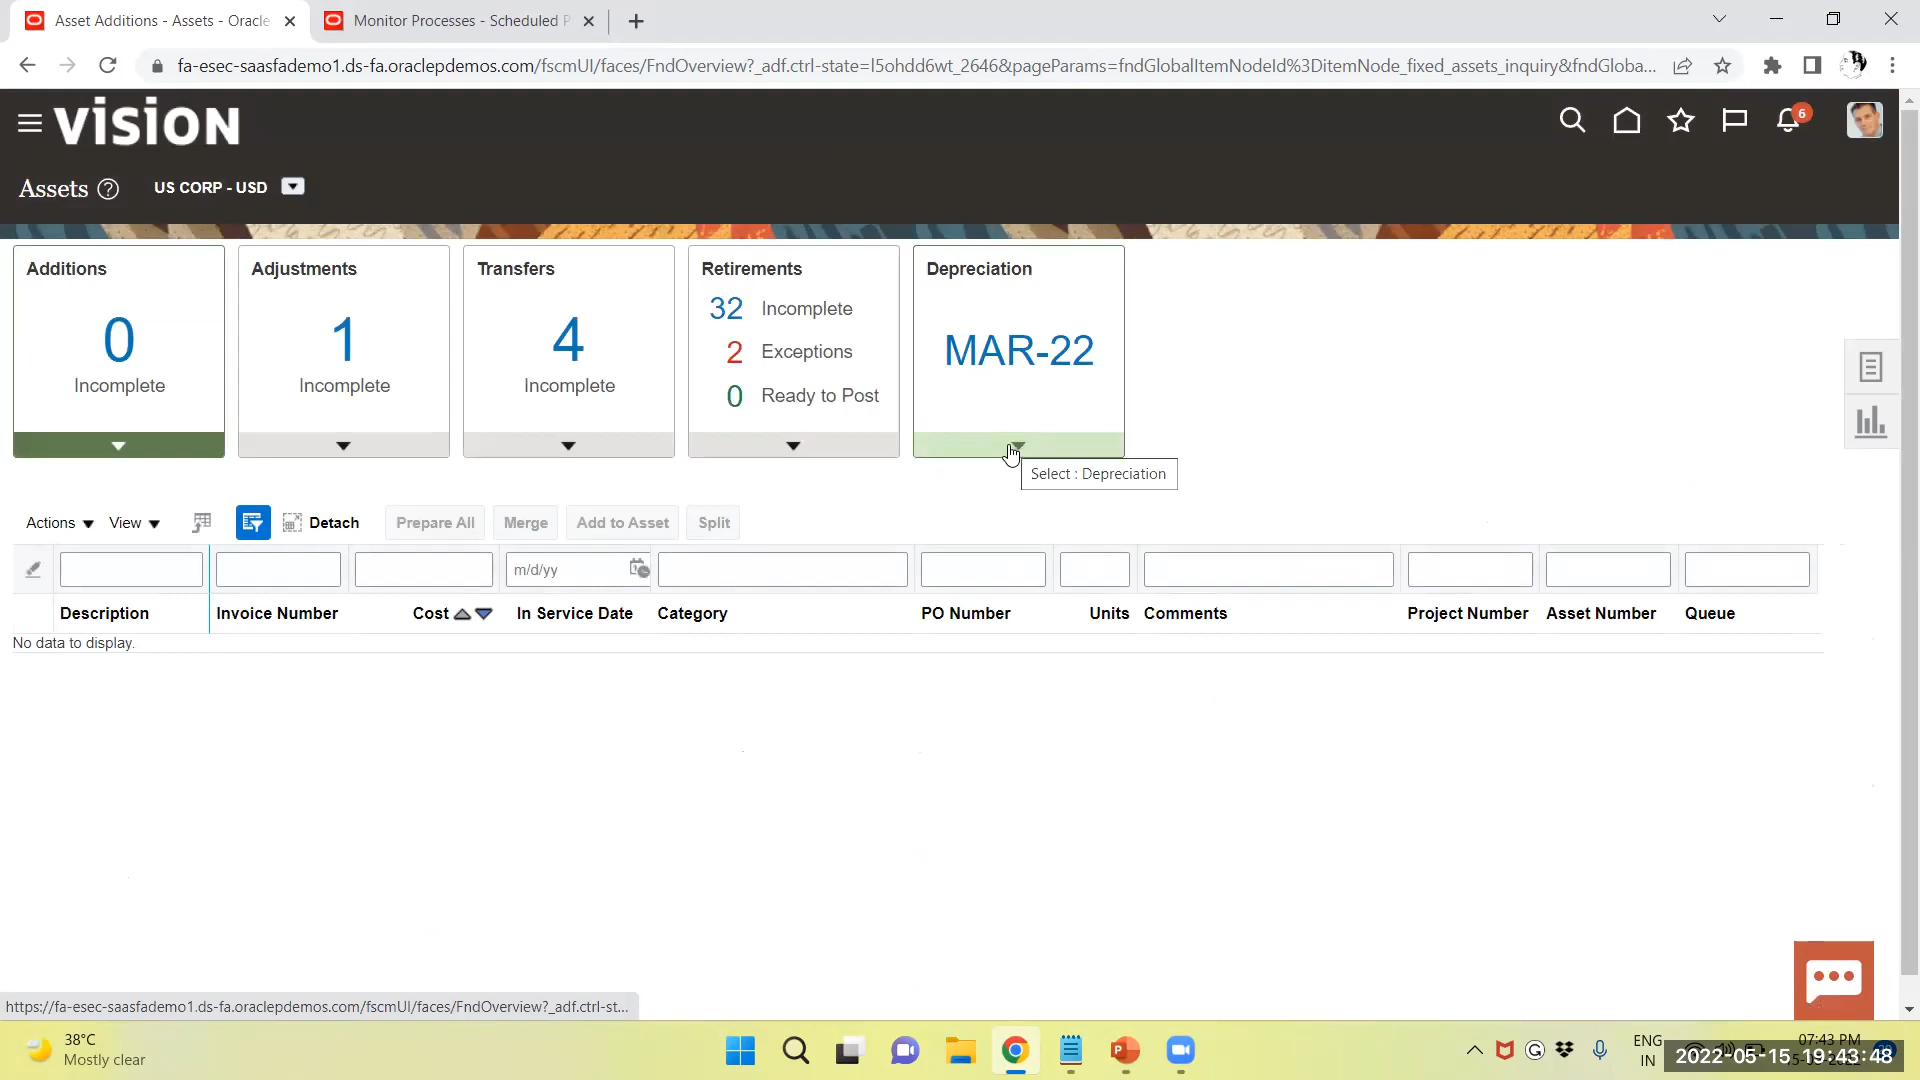 Asset Additions - Assets - Oracle
Monitor Processes - Scheduled P
fa-esec-saasfademo1.ds-fa.oraclepdemos.com/fscmUI/faces/FndOverview?_adf.ctrl-state=l5ohdd6wt_2646&pageParams=fndGlobalItemNodeId%3DitemNode_fixed_assets_inquiry&fndGloba...
vision
6
Assets ?
US CORP - USD
Additions
0
Incomplete
Adjustments
1
Incomplete
Transfers
4
Incomplete
Retirements
32 Incomplete
2 Exceptions
0 Ready to Post
Depreciation
MAR-22
Select : Depreciation
Actions View Detach Prepare All Merge Add to Asset Split
m/d/yy
Description Invoice Number Cost In Service Date Category PO Number Units Comments Project Number Asset Number Queue
No data to display.
https://fa-esec-saasfademo1.ds-fa.oraclepdemos.com/fscmUI/faces/FndOverview?_adf.ctrl-st...
38°C
Mostly clear
ENG
IN
07:43 PM
2022-05-15 19:43:48